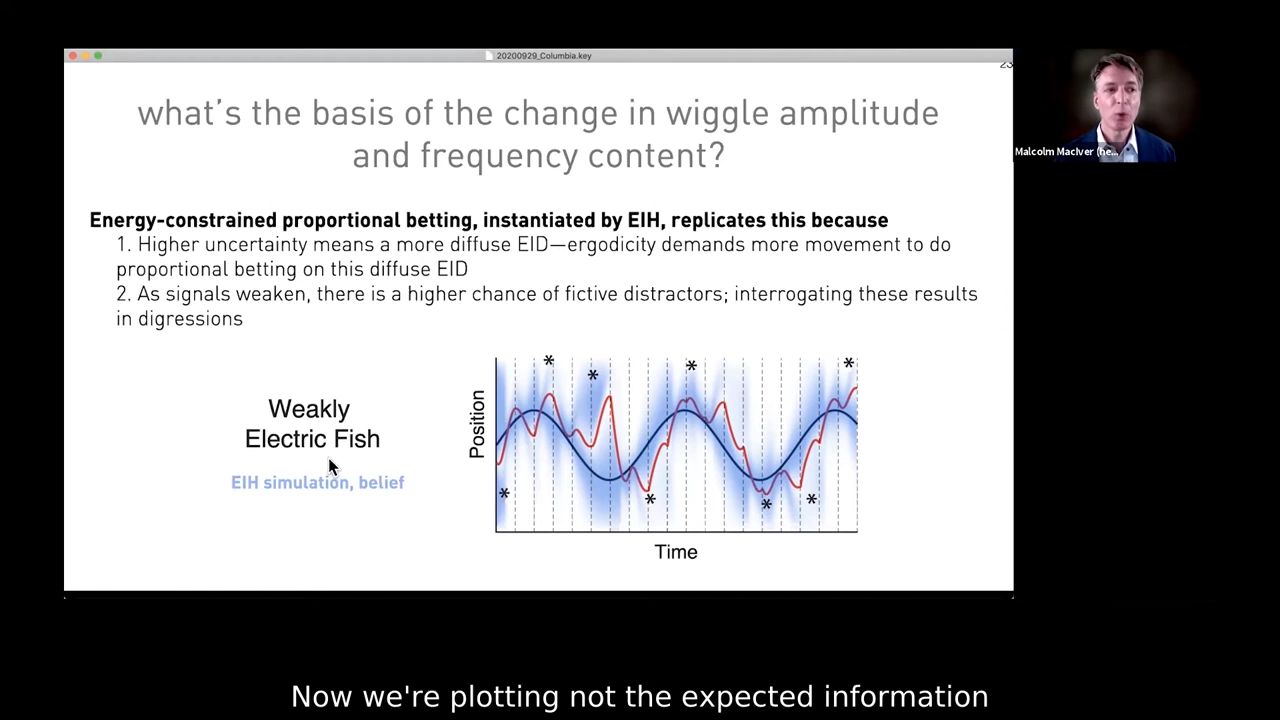 20200929_Columbia.key
23
what's the basis of the change in wiggle amplitude
and frequency content?
Energy-constrained proportional betting, instantiated by EIH, replicates this because
1. Higher uncertainty means a more diffuse EID—ergodicity demands more movement to do
proportional betting on this diffuse EID
2. As signals weaken, there is a higher chance of fictive distractors; interrogating these results
in digressions
Weakly
Electric Fish
EIH simulation, belief
Position
* * * * * * * * *
Time
Malcolm MacIver (he...
Now we're plotting not the expected information